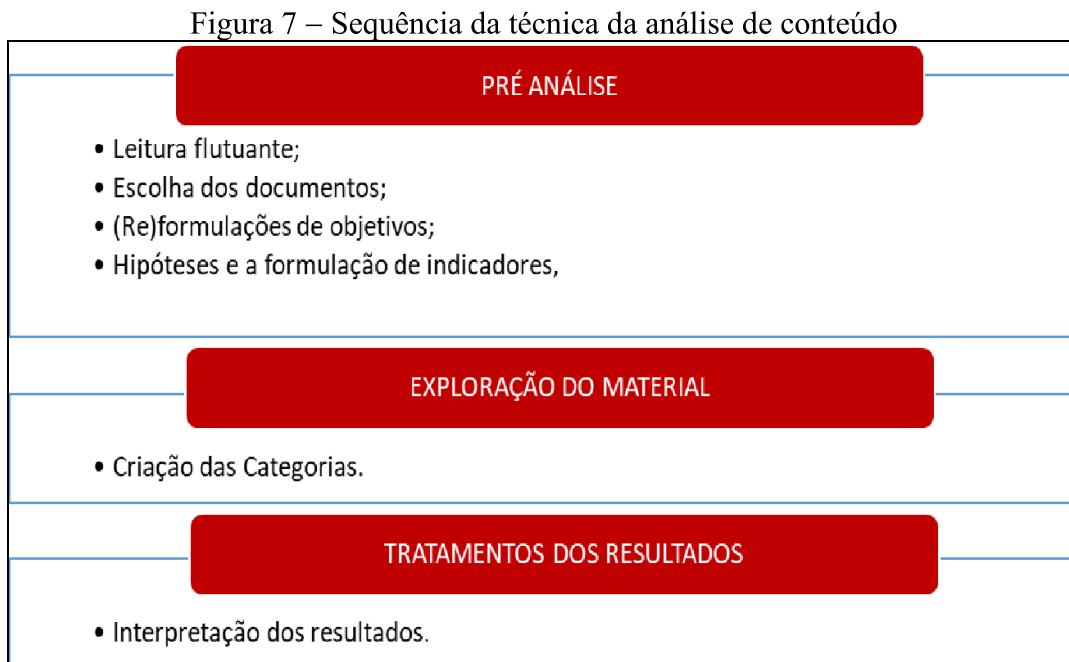 Figura 7 – Sequência da técnica da análise de conteúdo
PRÉ ANÁLISE
• Leitura flutuante;
• Escolha dos documentos;
• (Re)formulações de objetivos;
• Hipóteses e a formulação de indicadores,
EXPLORAÇÃO DO MATERIAL
• Criação das Categorias.
TRATAMENTOS DOS RESULTADOS
• Interpretação dos resultados.